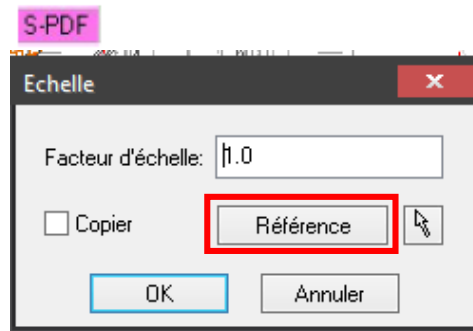 S-PDF
Echelle
Facteur d'échelle: 1.0
Copier Référence
OK Annuler